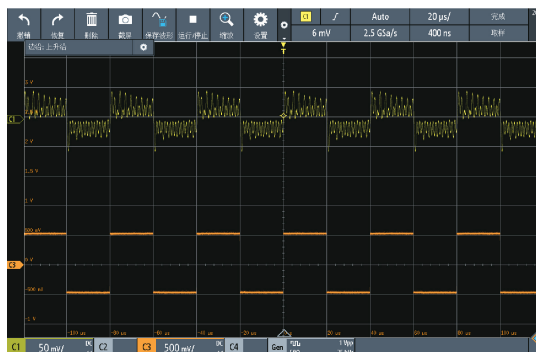 C1 Auto 20 µs/ 完成
撤销 恢复 删除 截屏 保存波形 运行/停止 缩放 设置 6 mV 2.5 GSa/s 400 ns 取样
边沿: 上升沿
T
3 V
C1
2 V
1.5 V
1 V
500 mV
C3 0 V
-500 mV
-1 V
-100 µs -80 µs -60 µs -40 µs -20 µs 20 µs 40 µs 60 µs 80 µs 100 µs
C1 50 mV/ DC C2 C3 500 mV/ DC C4 Gen 1 Vpp